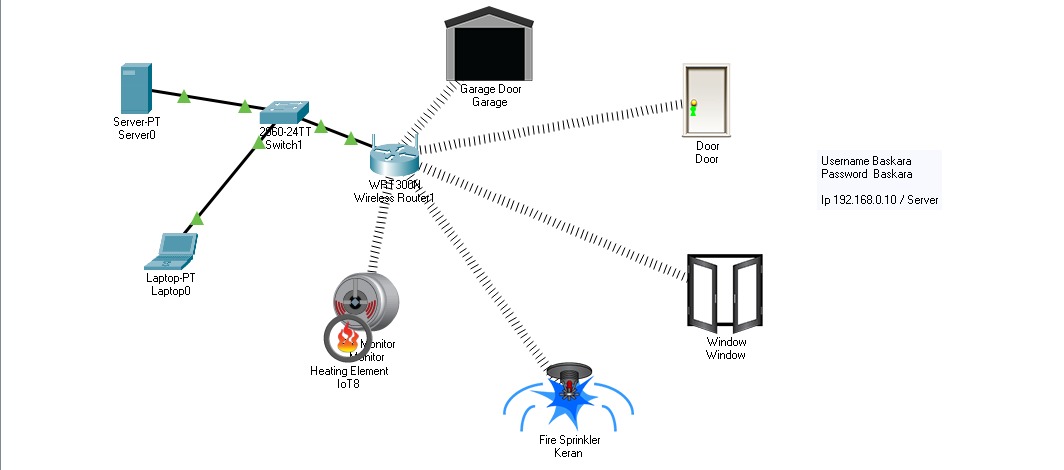 Garage Door
Garage
Server-PT
Server0
2960-24TT
Switch1
Door
Door
Username Baskara
Password Baskara
Ip 192.168.0.10 / Server
WRT300N
Wireless Router1
Laptop-PT
Laptop0
Monitor
Monitor
Heating Element
IoT8
Window
Window
Fire Sprinkler
Keran